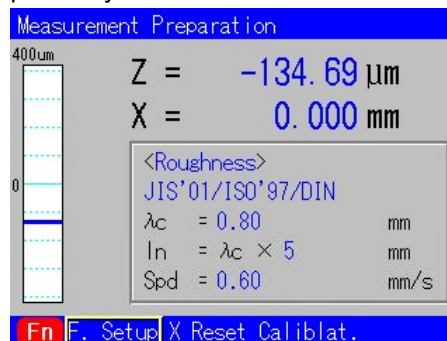 Measurement Preparation
400um
Z = -134.69 μm
X = 0.000 mm
0
<Roughness>
JIS'01/ISO'97/DIN
λc = 0.80 mm
ln = λc × 5 mm
Spd = 0.60 mm/s
Fn F. Setup X Reset Caliblat.